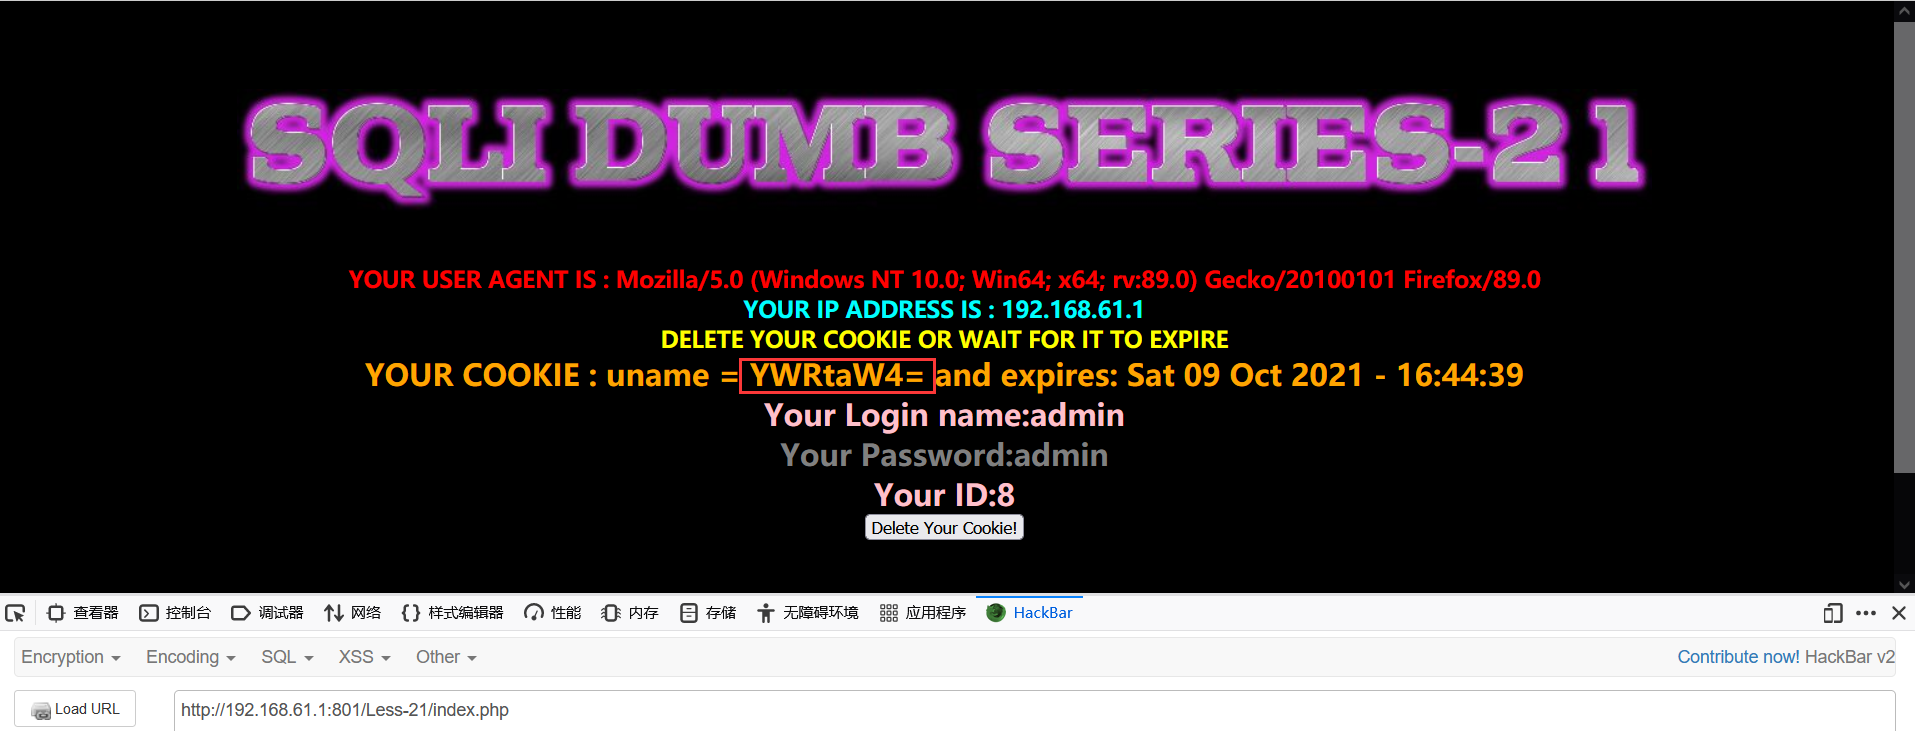 SQLI DUMB SERIES-21
YOUR USER AGENT IS : Mozilla/5.0 (Windows NT 10.0; Win64; x64; rv:89.0) Gecko/20100101 Firefox/89.0
YOUR IP ADDRESS IS : 192.168.61.1
DELETE YOUR COOKIE OR WAIT FOR IT TO EXPIRE
YOUR COOKIE : uname = YWRtaW4= and expires: Sat 09 Oct 2021 - 16:44:39
Your Login name:admin
Your Password:admin
Your ID:8
Delete Your Cookie!
查看器 控制台 调试器 网络 样式编辑器 性能 内存 存储 无障碍环境 应用程序 HackBar
Encryption Encoding SQL XSS Other Contribute now! HackBar v2
Load URL http://192.168.61.1:801/Less-21/index.php